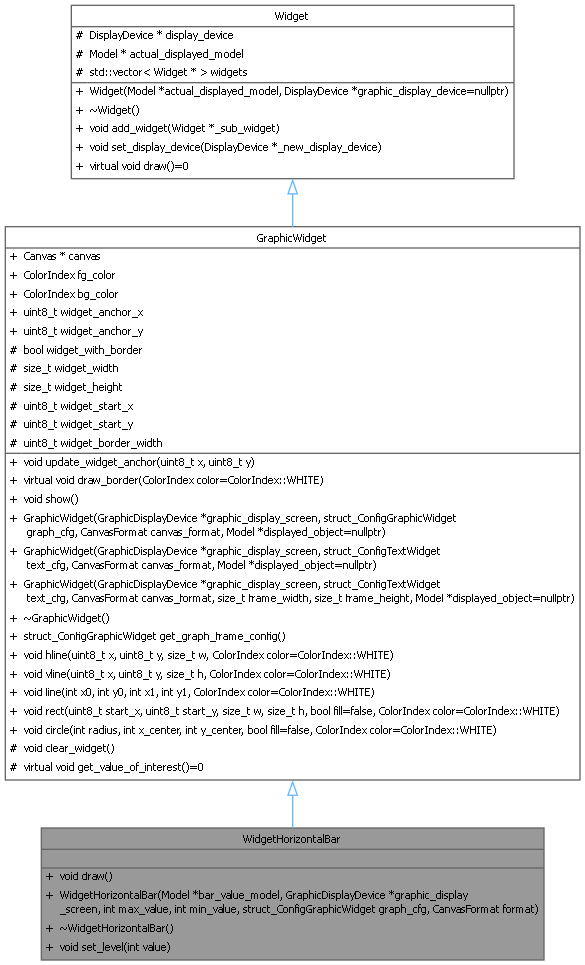 Widget
# DisplayDevice * display_device
# Model * actual_displayed_model
# std::vector< Widget * > widgets
+ Widget(Model *actual_displayed_model, DisplayDevice *graphic_display_device=nullptr)
+ ~Widget()
+ void add_widget(Widget *_sub_widget)
+ void set_display_device(DisplayDevice *_new_display_device)
+ virtual void draw()=0
GraphicWidget
+ Canvas * canvas
+ ColorIndex fg_color
+ ColorIndex bg_color
+ uint8_t widget_anchor_x
+ uint8_t widget_anchor_y
# bool widget_with_border
# size_t widget_width
# size_t widget_height
# uint8_t widget_start_x
# uint8_t widget_start_y
# uint8_t widget_border_width
+ void update_widget_anchor(uint8_t x, uint8_t y)
+ virtual void draw_border(ColorIndex color=ColorIndex::WHITE)
+ void show()
+ GraphicWidget(GraphicDisplayDevice *graphic_display_screen, struct_ConfigGraphicWidget
graph_cfg, CanvasFormat canvas_format, Model *displayed_object=nullptr)
+ GraphicWidget(GraphicDisplayDevice *graphic_display_screen, struct_ConfigTextWidget
text_cfg, CanvasFormat canvas_format, Model *displayed_object=nullptr)
+ GraphicWidget(GraphicDisplayDevice *graphic_display_screen, struct_ConfigTextWidget
text_cfg, CanvasFormat canvas_format, size_t frame_width, size_t frame_height, Model *displayed_object=nullptr)
+ ~GraphicWidget()
+ struct_ConfigGraphicWidget get_graph_frame_config()
+ void hline(uint8_t x, uint8_t y, size_t w, ColorIndex color=ColorIndex::WHITE)
+ void vline(uint8_t x, uint8_t y, size_t h, ColorIndex color=ColorIndex::WHITE)
+ void line(int x0, int y0, int x1, int y1, ColorIndex color=ColorIndex::WHITE)
+ void rect(uint8_t start_x, uint8_t start_y, size_t w, size_t h, bool fill=false, ColorIndex color=ColorIndex::WHITE)
+ void circle(int radius, int x_center, int y_center, bool fill=false, ColorIndex color=ColorIndex::WHITE)
# void clear_widget()
# virtual void get_value_of_interest()=0
WidgetHorizontalBar
+ void draw()
+ WidgetHorizontalBar(Model *bar_value_model, GraphicDisplayDevice *graphic_display
_screen, int max_value, int min_value, struct_ConfigGraphicWidget graph_cfg, CanvasFormat format)
+ ~WidgetHorizontalBar()
+ void set_level(int value)